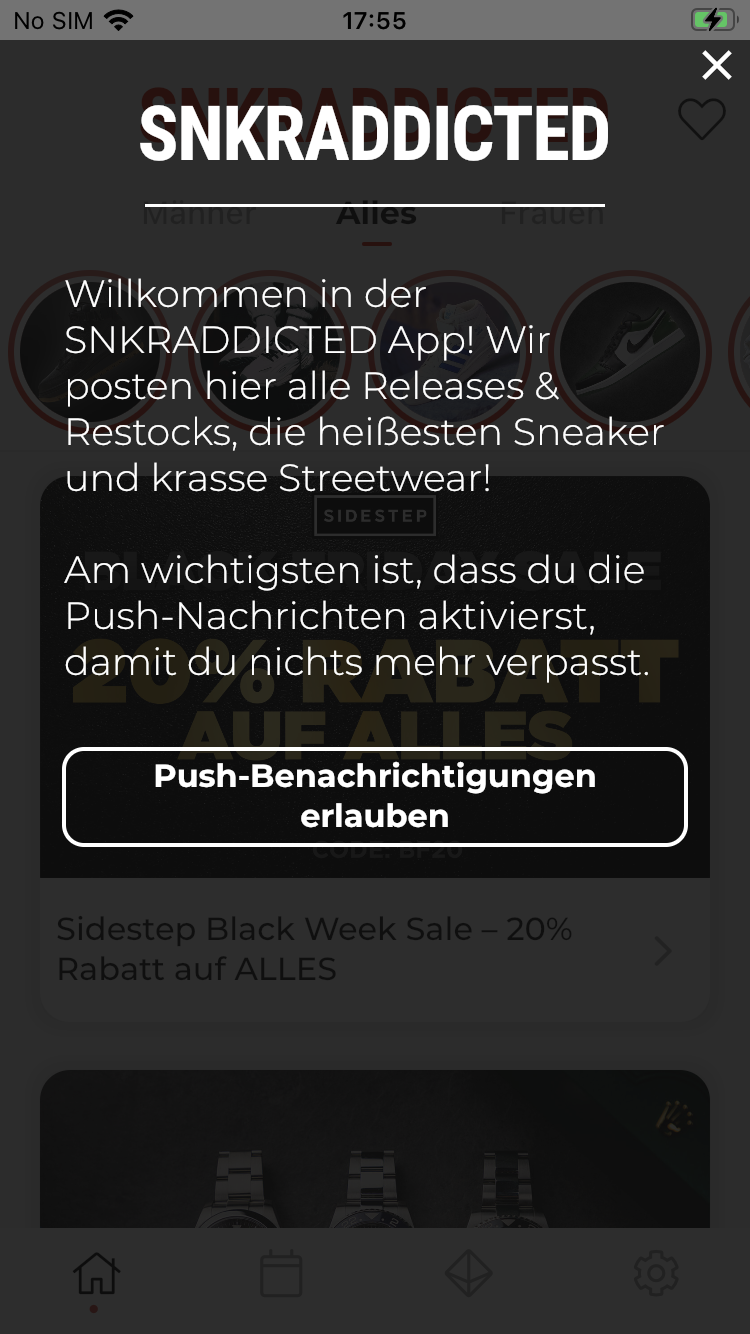 No SIM 17:55
SNKRADDICTED
Männer Alles Frauen
Willkommen in der
SNKRADDICTED App! Wir
posten hier alle Releases &
Restocks, die heißesten Sneaker
und krasse Streetwear!
SIDESTEP
BLACK FRIDAY SALE
Am wichtigsten ist, dass du die
Push-Nachrichten aktivierst,
damit du nichts mehr verpasst.
20% RABATT
AUF ALLES
Push-Benachrichtigungen
erlauben
CODE: BF20
Sidestep Black Week Sale – 20%
Rabatt auf ALLES